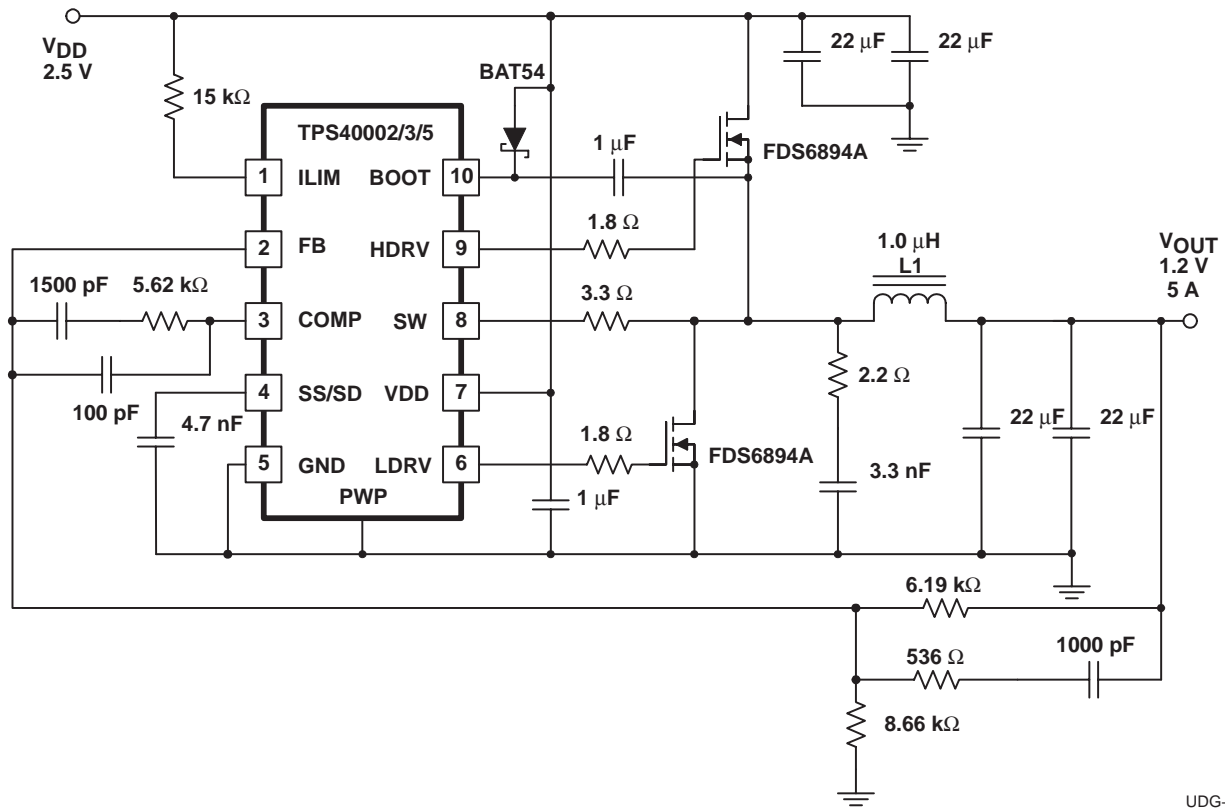 VDD
2.5 V
15 kΩ
BAT54
22 μF
22 μF
TPS40002/3/5
1 μF
FDS6894A
1 ILIM BOOT 10
1.8 Ω
2 FB HDRV 9
1.0 μH
L1
VOUT
1.2 V
5 A
1500 pF
5.62 kΩ
3.3 Ω
3 COMP SW 8
2.2 Ω
100 pF
4 SS/SD VDD 7
4.7 nF
1.8 Ω
22 μF
22 μF
FDS6894A
5 GND LDRV 6
3.3 nF
PWP
1 μF
6.19 kΩ
1000 pF
536 Ω
8.66 kΩ
UDG-